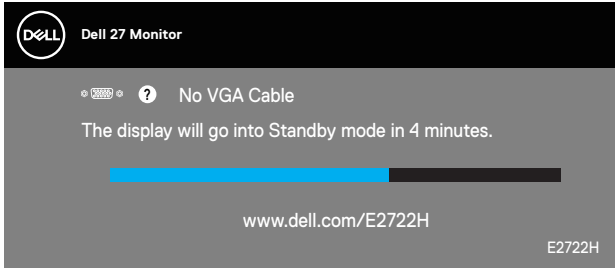 DELL
Dell 27 Monitor
? No VGA Cable
The display will go into Standby mode in 4 minutes.
www.dell.com/E2722H
E2722H